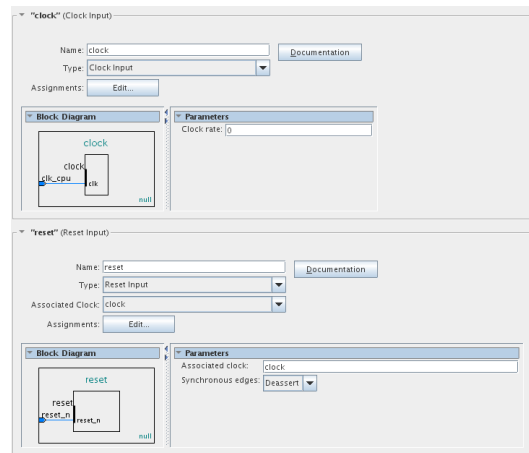 "clock" (Clock Input)
Name: clock
Documentation
Type: Clock Input
Assignments: Edit...
Block Diagram
clock
clock
clk_cpu
clk
null
Parameters
Clock rate: 0
"reset" (Reset Input)
Name: reset
Documentation
Type: Reset Input
Associated Clock: clock
Assignments: Edit...
Block Diagram
reset
reset
reset_n
reset_n
null
Parameters
Associated clock: clock
Synchronous edges: Deassert